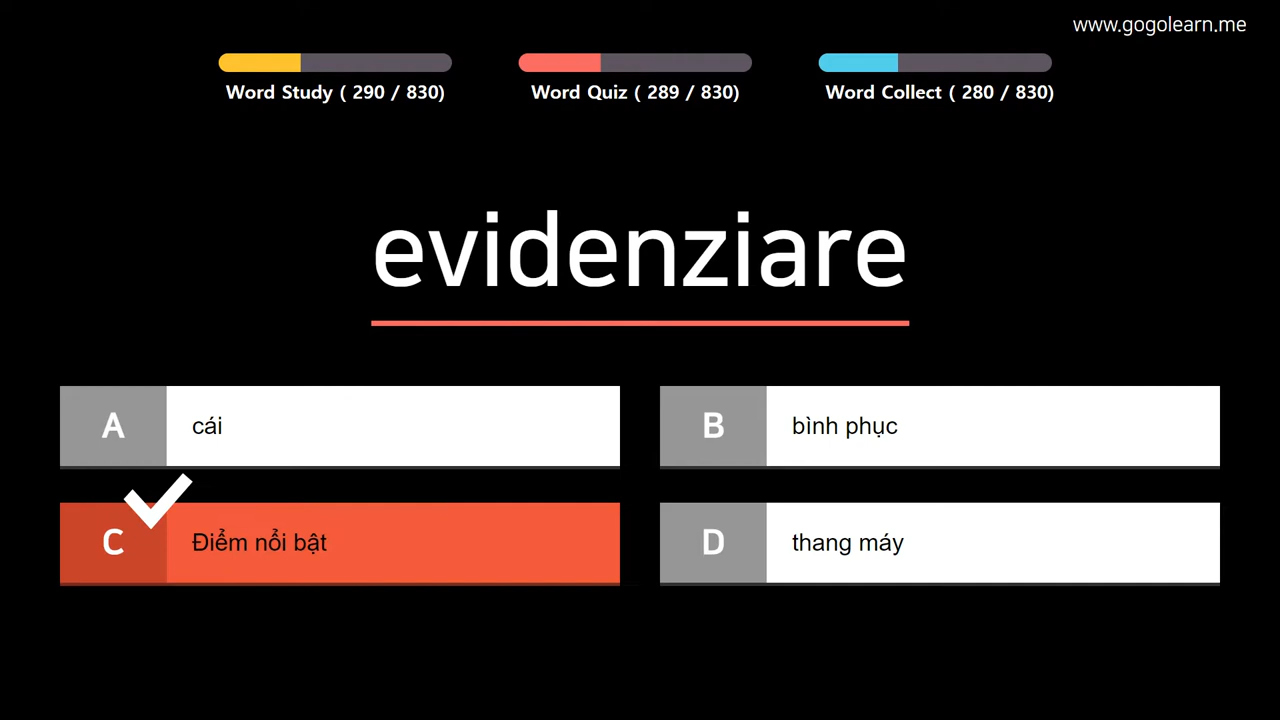 www.gogolearn.me
Word Study ( 290 / 830)
Word Quiz ( 289 / 830)
Word Collect ( 280 / 830)
evidenziare
A cái
B bình phục
C Điểm nổi bật
D thang máy